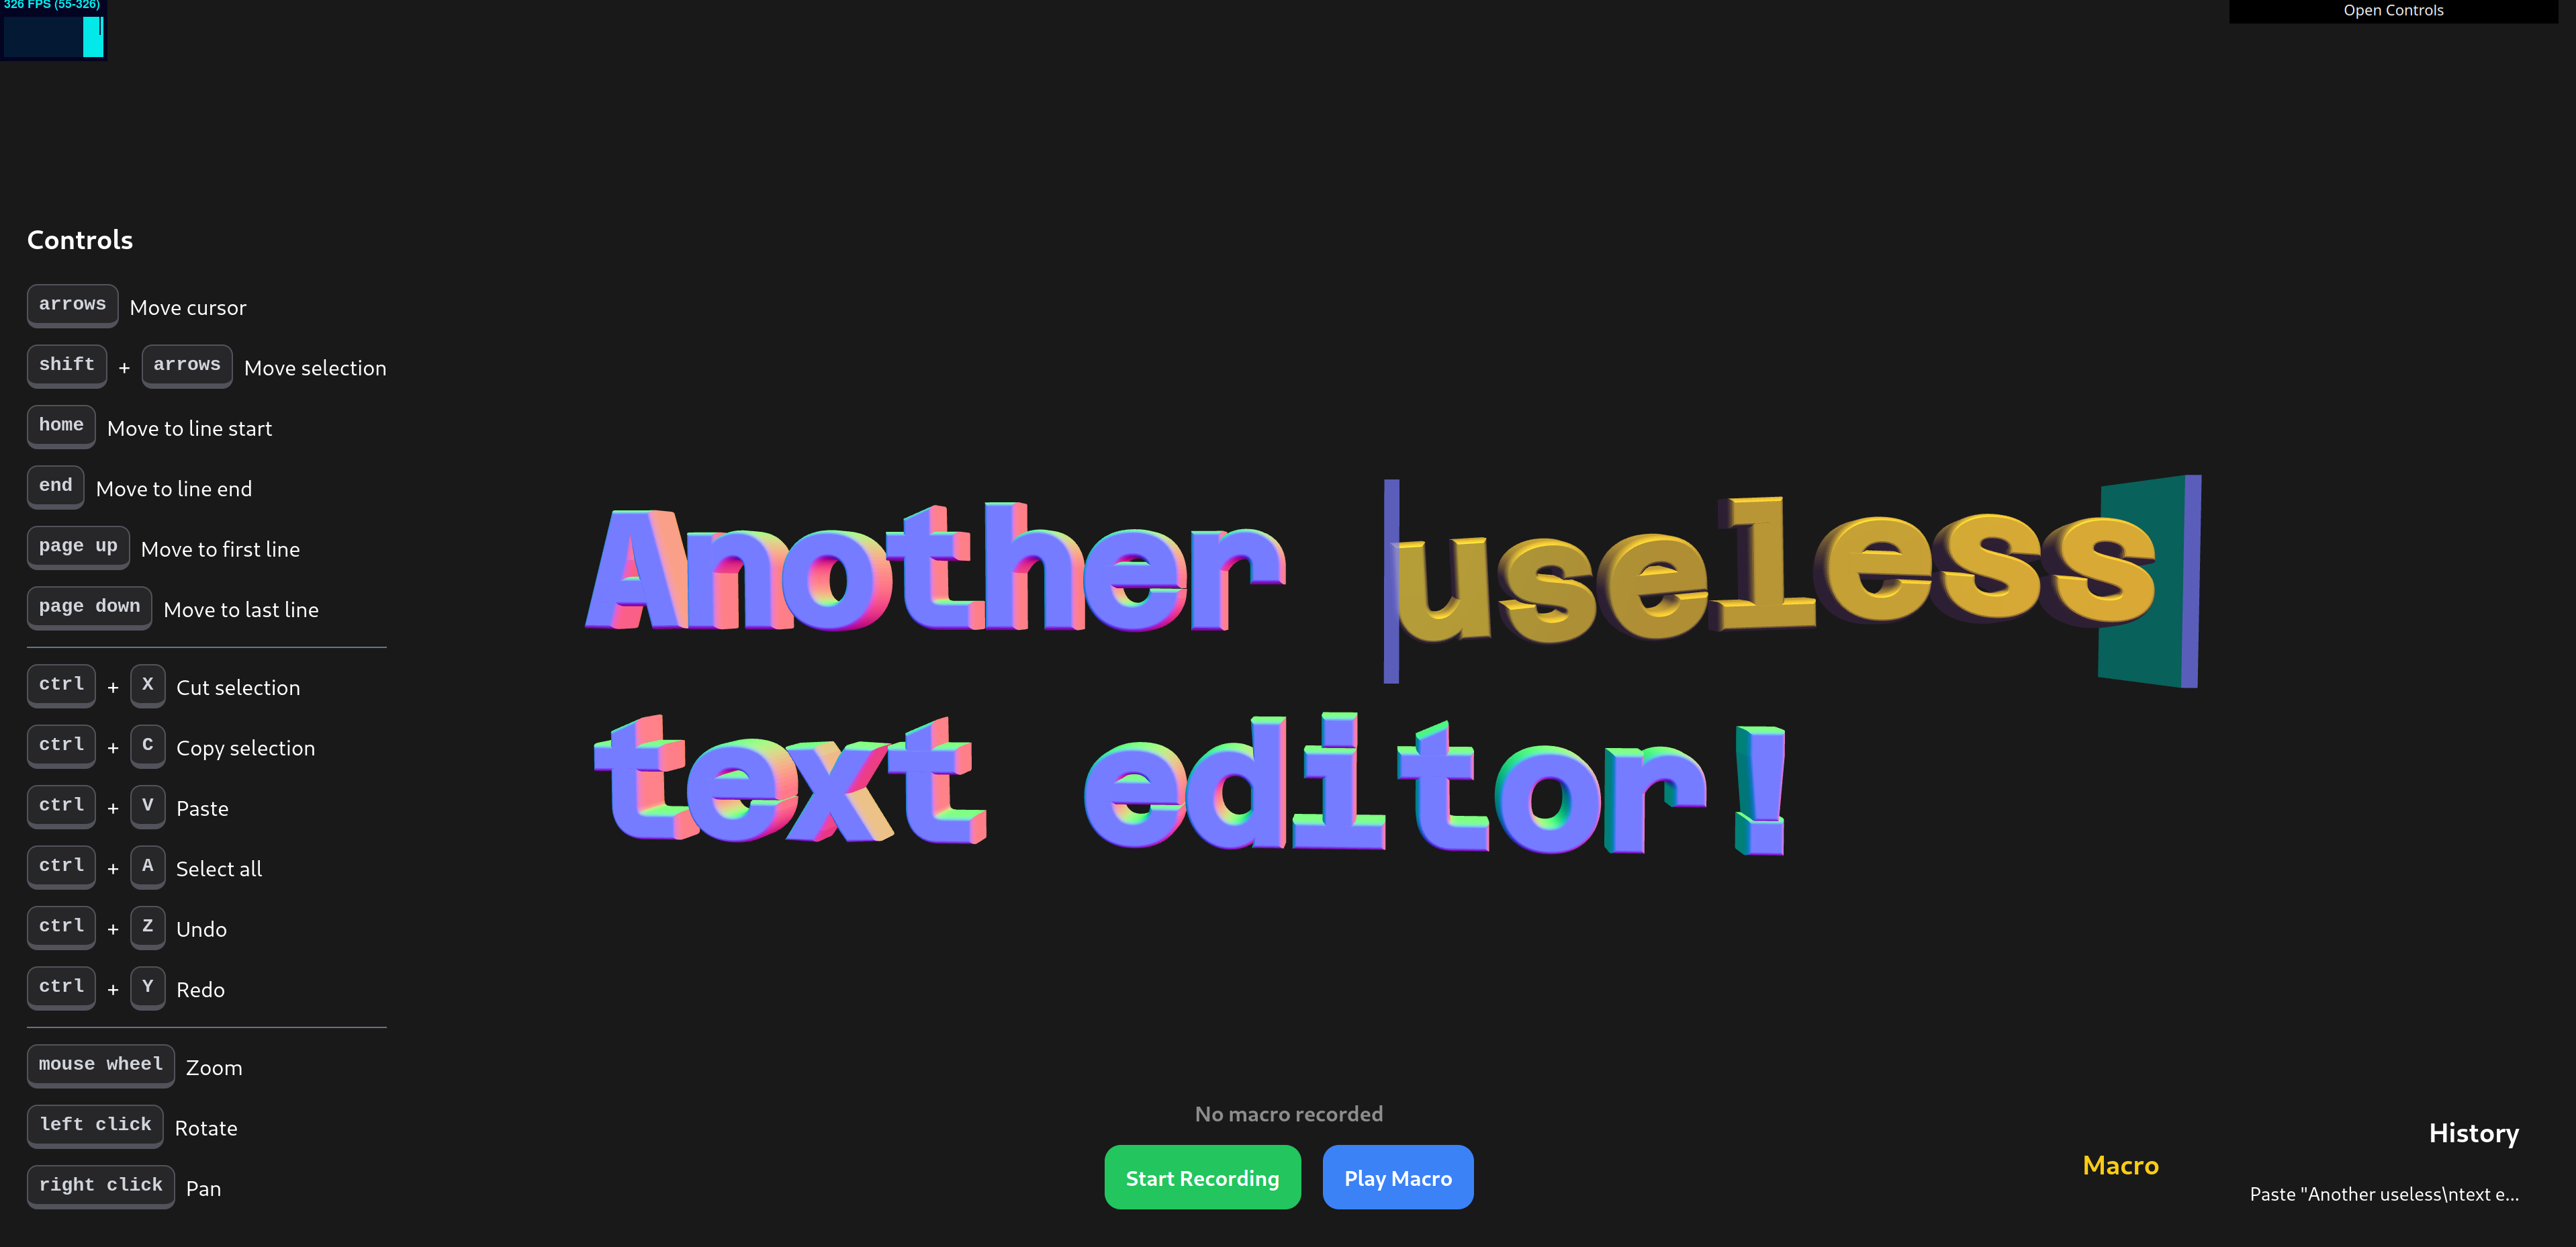 326 FPS (55-326)
Open Controls
Controls
arrows Move cursor
shift + arrows Move selection
home Move to line start
end Move to line end
page up Move to first line
page down Move to last line
ctrl + X Cut selection
ctrl + C Copy selection
ctrl + V Paste
ctrl + A Select all
ctrl + Z Undo
ctrl + Y Redo
mouse wheel Zoom
left click Rotate
right click Pan
Another useless
text editor!
No macro recorded
Start Recording Play Macro
Macro
History
Paste "Another useless\ntext e...